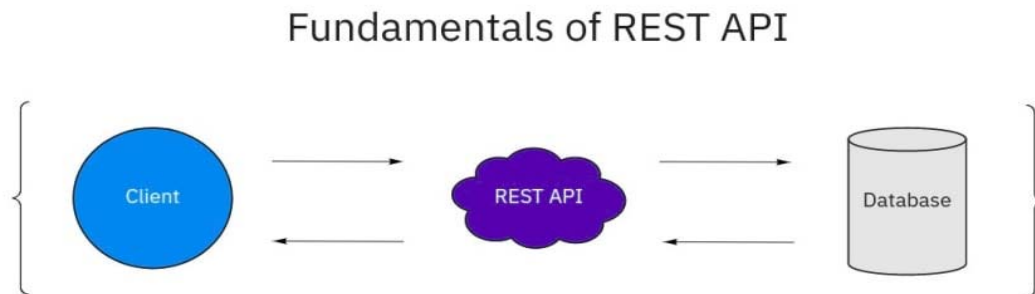 Fundamentals of REST API
Client
REST API
Database